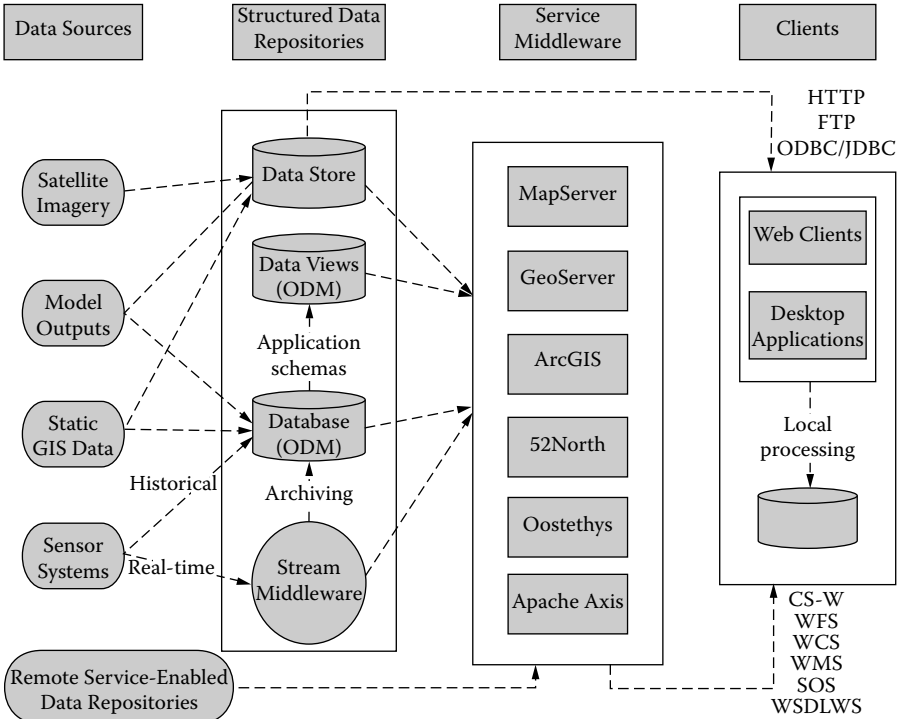 Data Sources
Structured Data
Repositories
Service
Middleware
Clients
HTTP
FTP
ODBC/JDBC
Satellite
Imagery
Model
Outputs
Static
GIS Data
Historical
Sensor
Systems
Real-time
Data Store
Data Views
(ODM)
Application
schemas
Database
(ODM)
Archiving
Stream
Middleware
MapServer
GeoServer
ArcGIS
52North
Oostethys
Apache Axis
Web Clients
Desktop
Applications
Local
processing
Remote Service-Enabled
Data Repositories
CS-W
WFS
WCS
WMS
SOS
WSDLWS